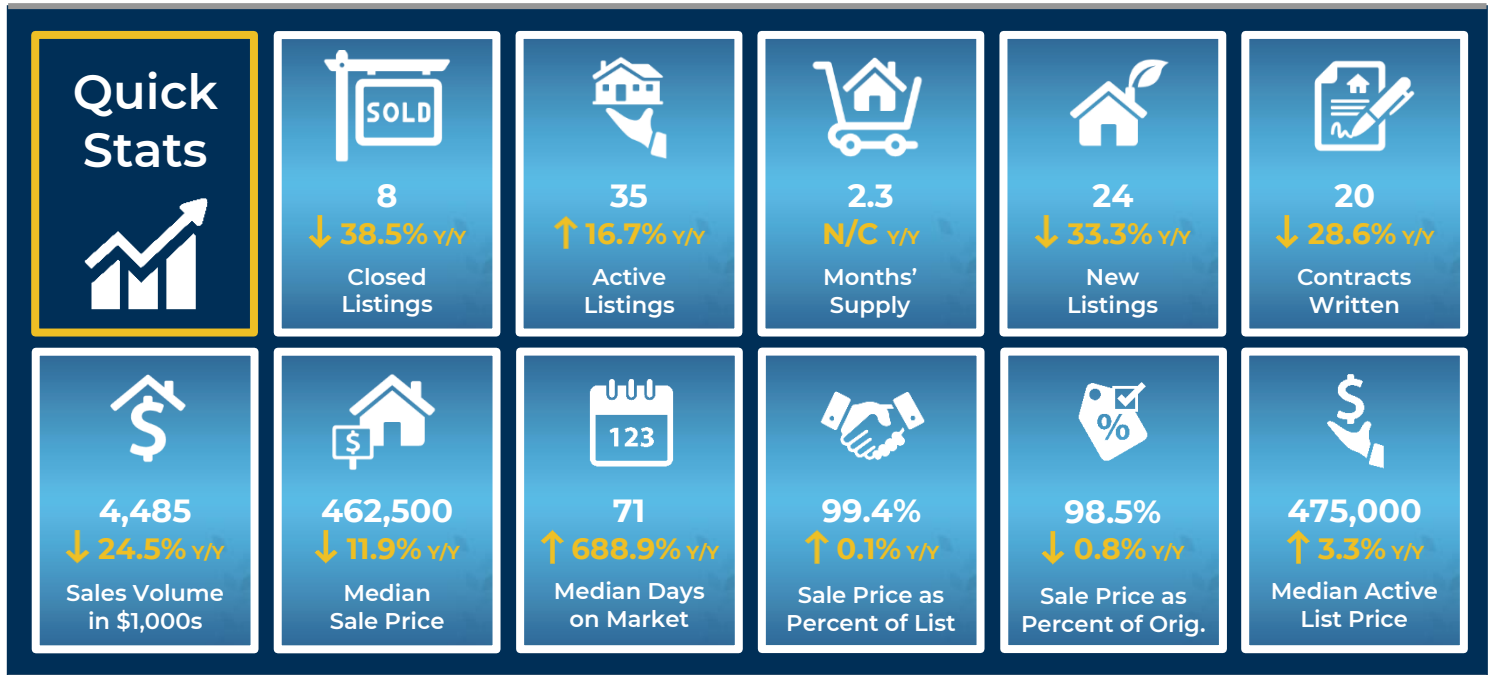 Quick
Stats
SOLD
8
↓ 38.5% Y/Y
Closed
Listings
35
↑ 16.7% Y/Y
Active
Listings
2.3
N/C Y/Y
Months’
Supply
24
↓ 33.3% Y/Y
New
Listings
20
↓ 28.6% Y/Y
Contracts
Written
$
4,485
↓ 24.5% Y/Y
Sales Volume
in $1,000s
$
462,500
↓ 11.9% Y/Y
Median
Sale Price
123
71
↑ 688.9% Y/Y
Median Days
on Market
99.4%
↑ 0.1% Y/Y
Sale Price as
Percent of List
%
98.5%
↓ 0.8% Y/Y
Sale Price as
Percent of Orig.
$
475,000
↑ 3.3% Y/Y
Median Active
List Price